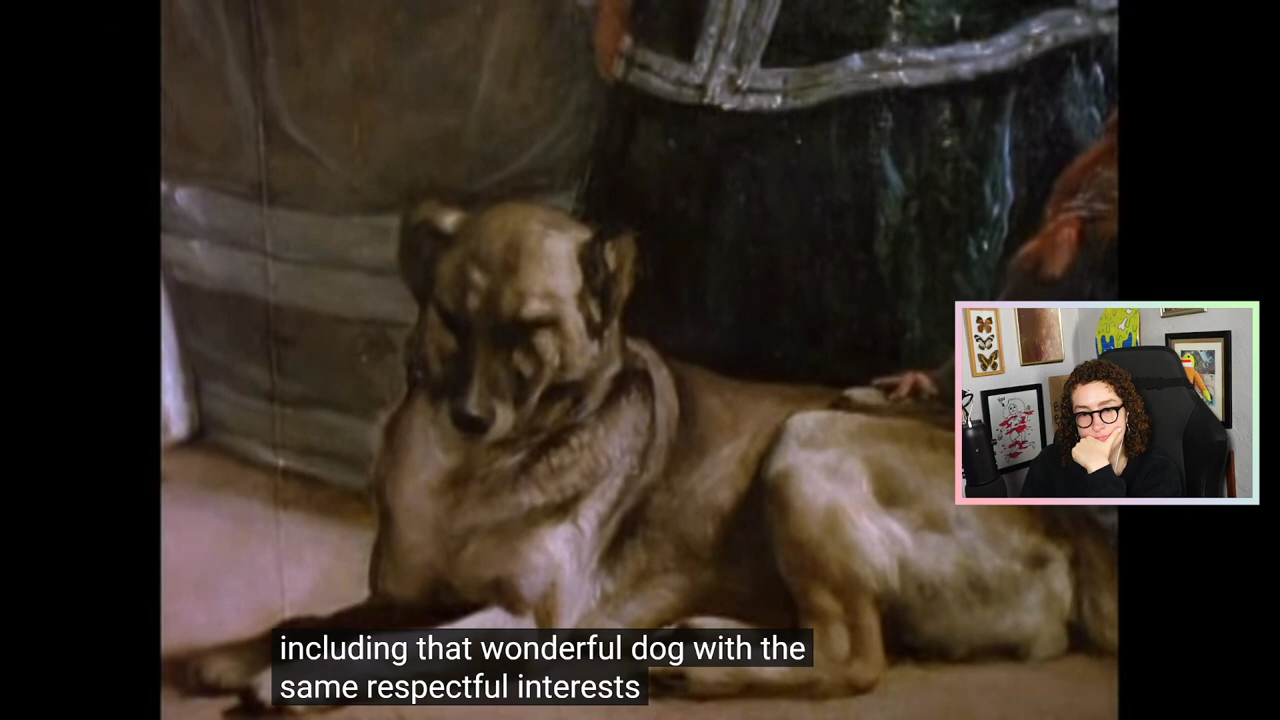 including that wonderful dog with the
same respectful interests